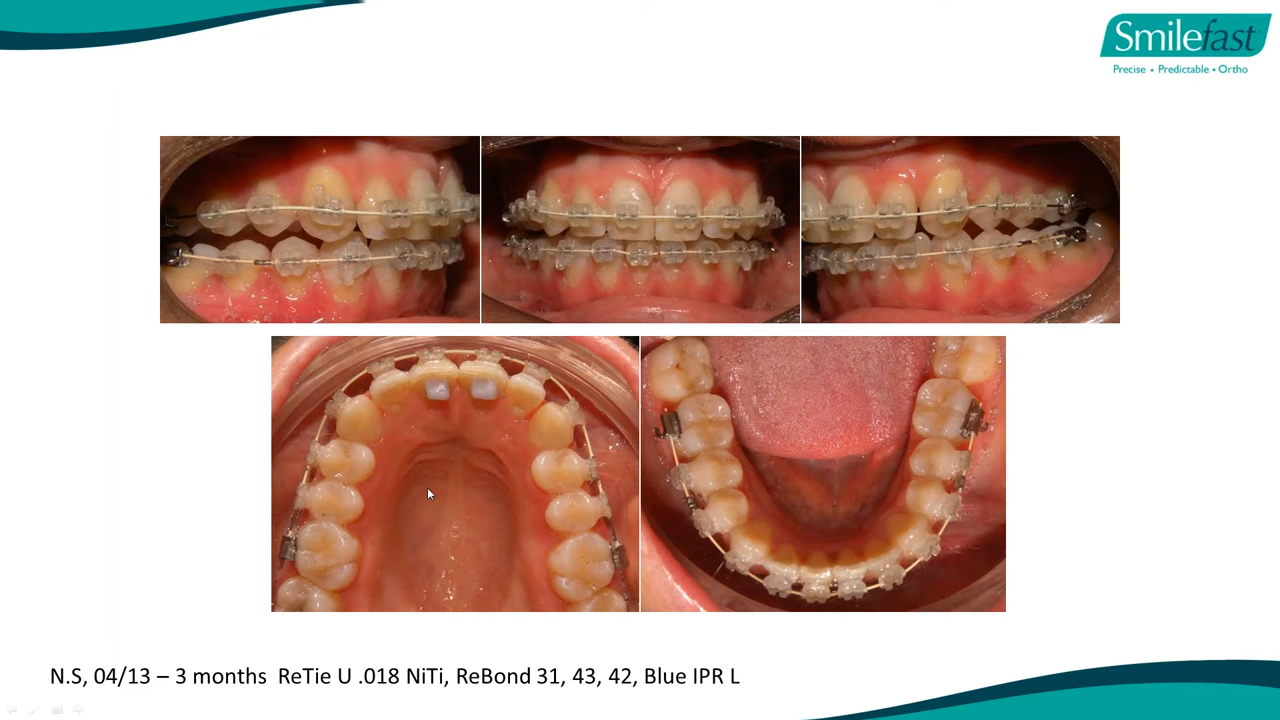 Smilefast
Precise • Predictable • Ortho
N.S, 04/13 – 3 months  ReTie U .018 NiTi, ReBond 31, 43, 42, Blue IPR L